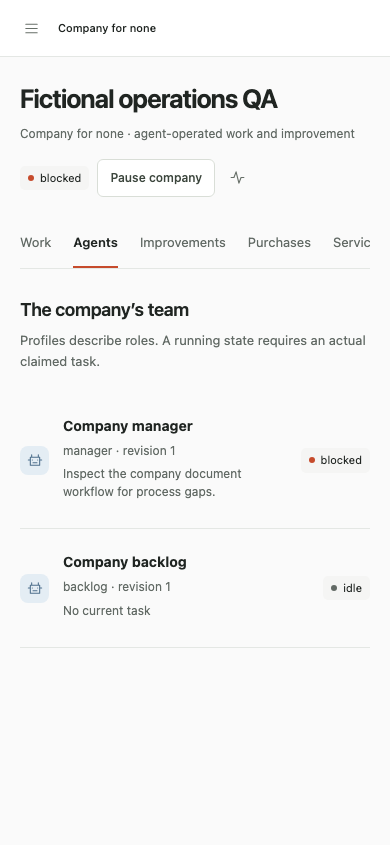 Company for none
Fictional operations QA
Company for none · agent-operated work and improvement
blocked
Pause company
Work Agents Improvements Purchases Servic
The company’s team
Profiles describe roles. A running state requires an actual
claimed task.
Company manager
manager · revision 1
Inspect the company document
workflow for process gaps.
blocked
Company backlog
backlog · revision 1
No current task
idle